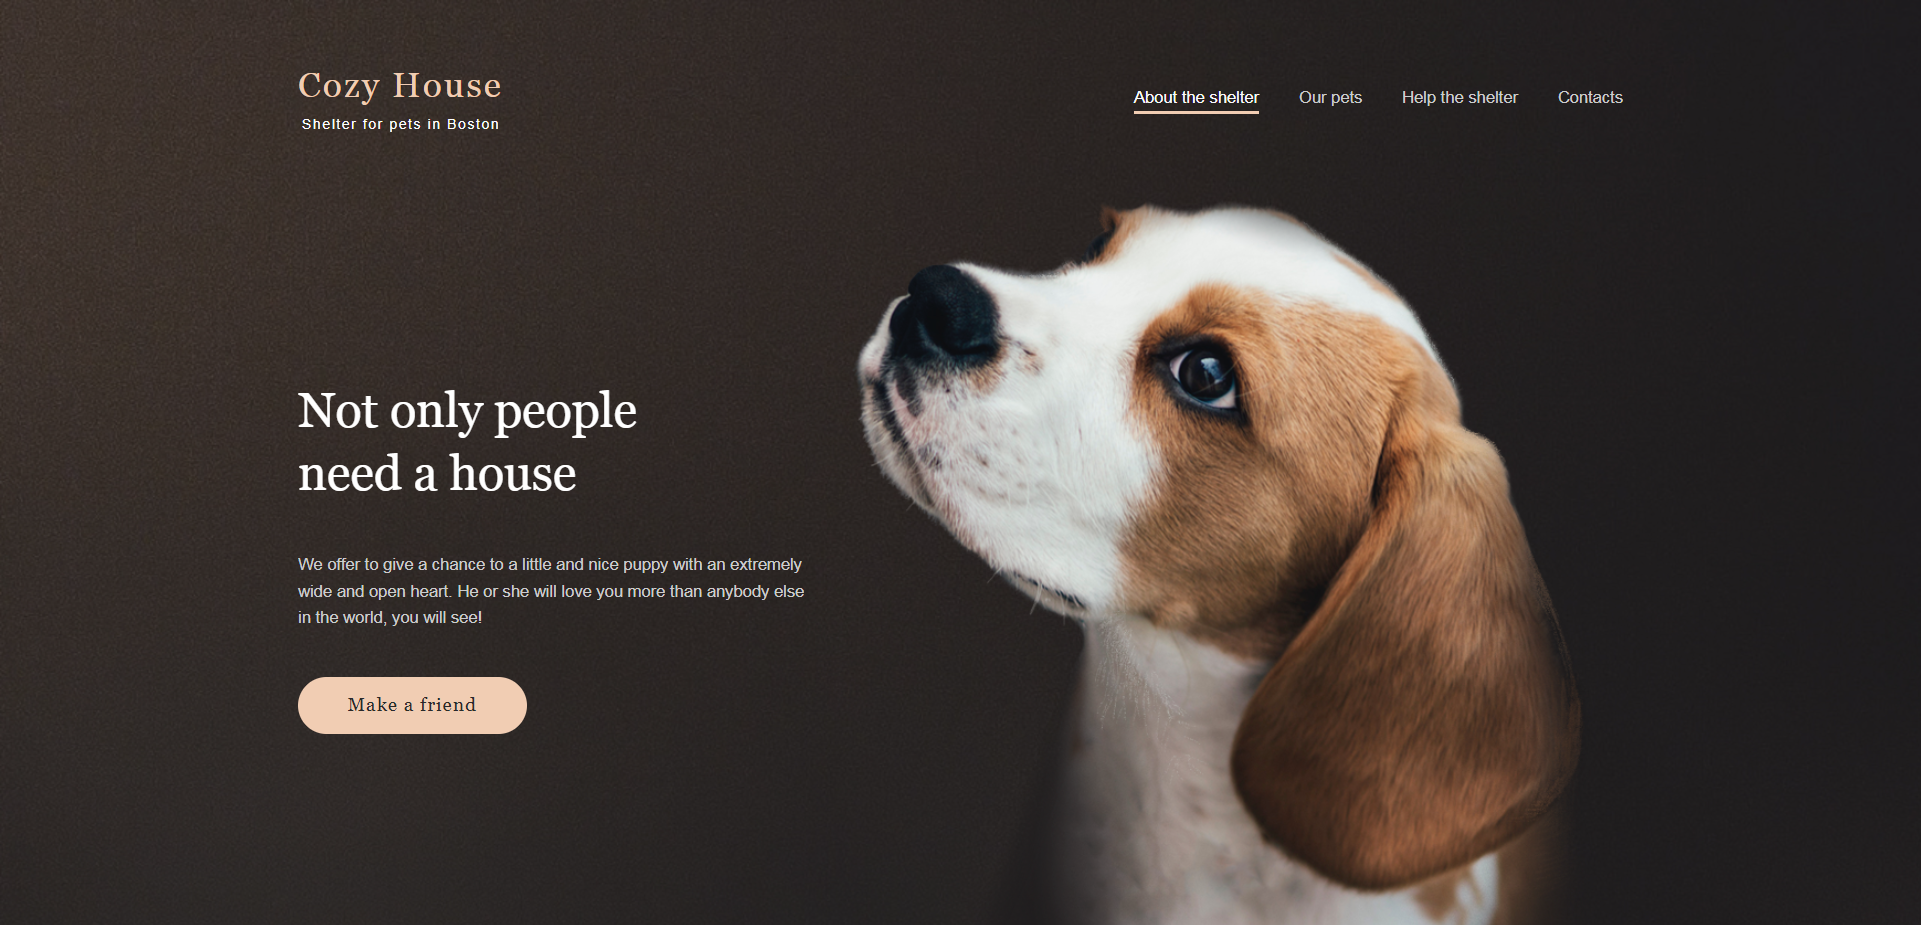 Cozy House
Shelter for pets in Boston
About the shelter
Our pets
Help the shelter
Contacts
Not only people
need a house
We offer to give a chance to a little and nice puppy with an extremely
wide and open heart. He or she will love you more than anybody else
in the world, you will see!
Make a friend